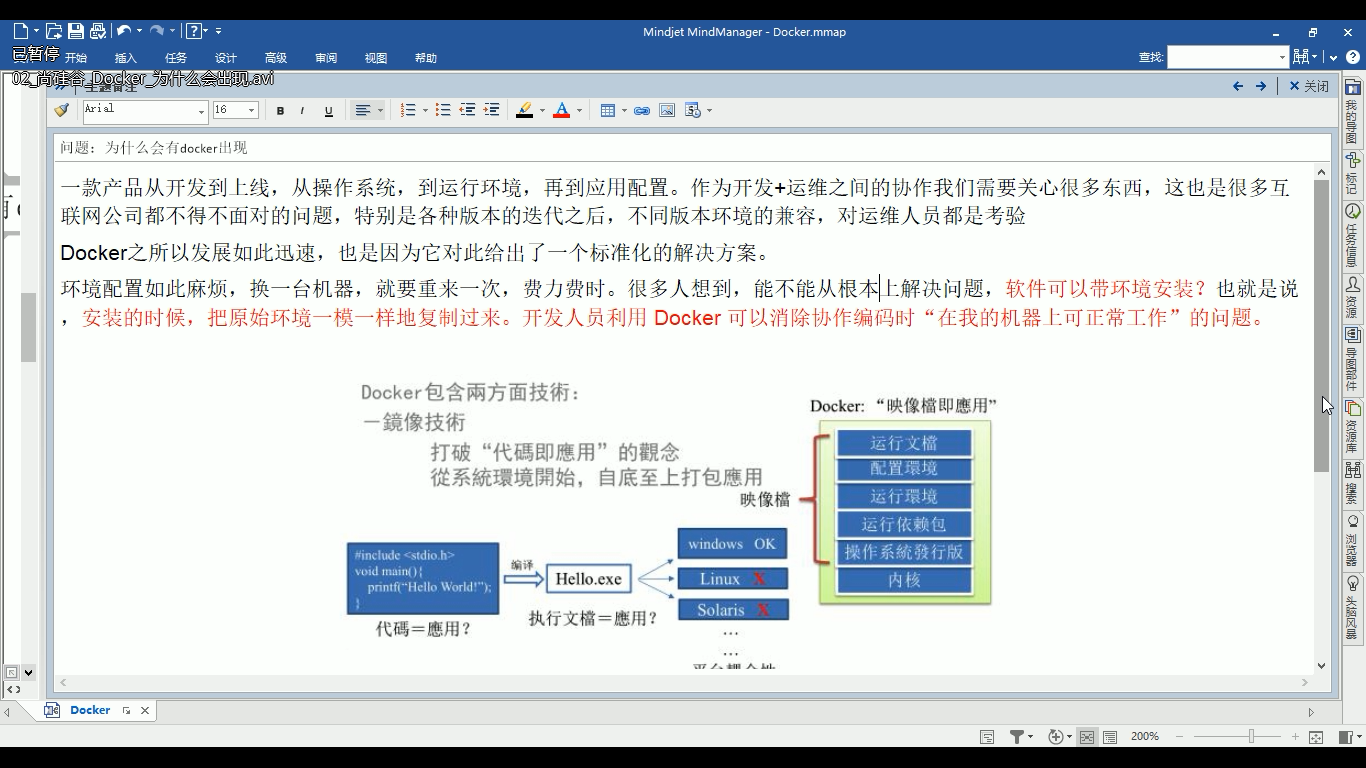 Mindjet MindManager - Docker.mmap
已暂停
开始 插入 任务 设计 高级 审阅 视图 帮助
查找:
02_尚硅谷_Docker_为什么会出现.avi
主题备注
关闭
Arial 16 B I U A
问题：为什么会有docker出现
一款产品从开发到上线，从操作系统，到运行环境，再到应用配置。作为开发+运维之间的协作我们需要关心很多东西，这也是很多互
联网公司都不得不面对的问题，特别是各种版本的迭代之后，不同版本环境的兼容，对运维人员都是考验
Docker之所以发展如此迅速，也是因为它对此给出了一个标准化的解决方案。
环境配置如此麻烦，换一台机器，就要重来一次，费力费时。很多人想到，能不能从根本上解决问题，软件可以带环境安装？也就是说
，安装的时候，把原始环境一模一样地复制过来。开发人员利用 Docker 可以消除协作编码时“在我的机器上可正常工作”的问题。
Docker包含兩方面技術：
－鏡像技術
打破“代碼即應用”的觀念
從系統環境開始，自底至上打包應用
Docker: “映像檔即應用”
映像檔
运行文檔
配置環境
运行環境
运行依赖包
操作系統發行版
内核
#include <stdio.h>
void main(){
printf(“Hello World!”);
}
代碼＝應用？
编译
Hello.exe
执行文檔＝應用？
windows OK
Linux X
Solaris X
…
…
我的导图
标记
任务信息
资源
导图部件
资源库
搜索
浏览器
头脑风暴
Docker
200%